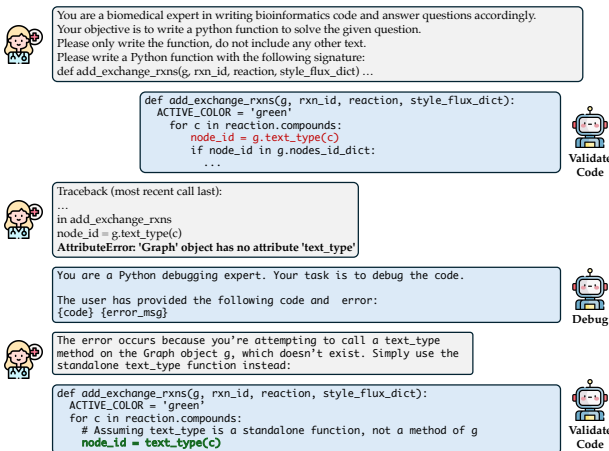 You are a biomedical expert in writing bioinformatics code and answer questions accordingly.
Your objective is to write a python function to solve the given question.
Please only write the function, do not include any other text.
Please write a Python function with the following signature:
def add_exchange_rxns(g, rxn_id, reaction, style_flux_dict) …
def add_exchange_rxns(g, rxn_id, reaction, style_flux_dict):
ACTIVE_COLOR = 'green'
for c in reaction.compounds:
node_id = g.text_type(c)
if node_id in g.nodes_id_dict:
...
Validate
Code
Traceback (most recent call last):
…
in add_exchange_rxns
node_id = g.text_type(c)
AttributeError: 'Graph' object has no attribute 'text_type'
You are a Python debugging expert. Your task is to debug the code.
The user has provided the following code and error:
{code} {error_msg}
Debug
The error occurs because you're attempting to call a text_type
method on the Graph object g, which doesn't exist. Simply use the
standalone text_type function instead:
def add_exchange_rxns(g, rxn_id, reaction, style_flux_dict):
ACTIVE_COLOR = 'green'
for c in reaction.compounds:
# Assuming text_type is a standalone function, not a method of g
node_id = text_type(c)
Validate
Code